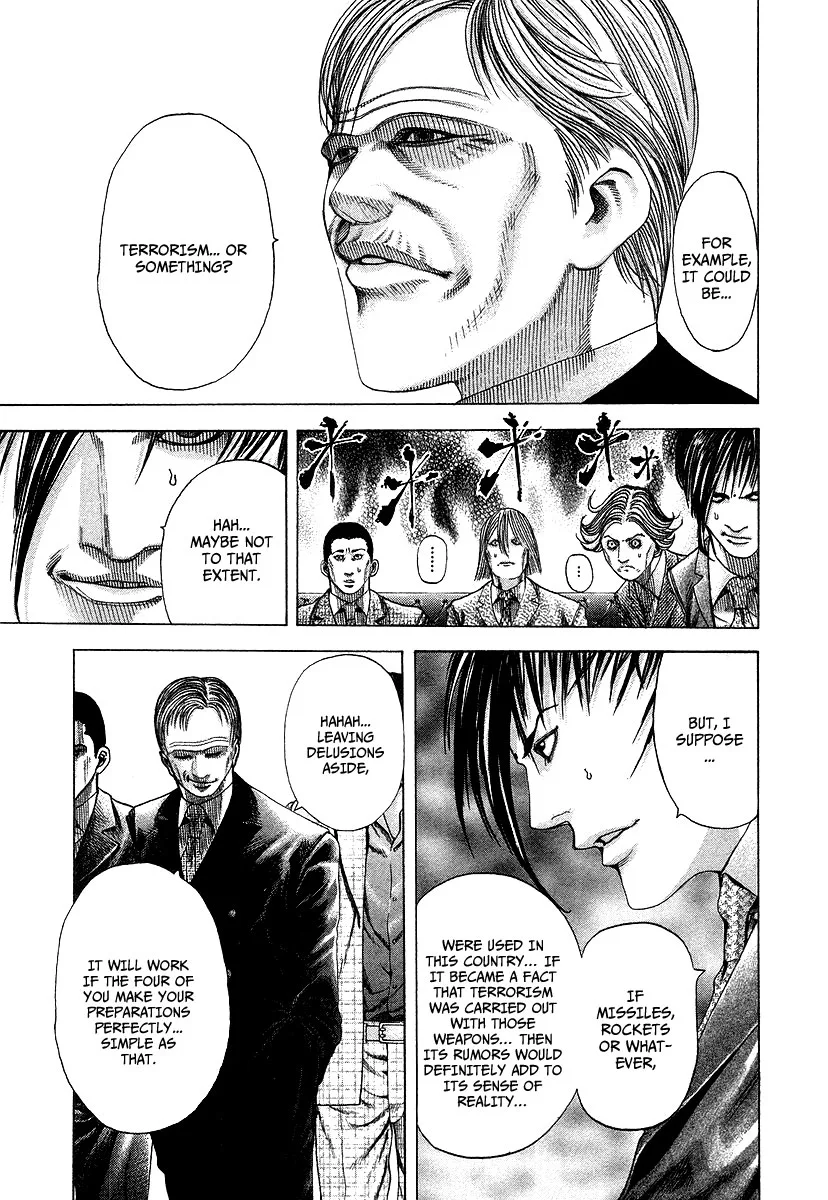 FOR
EXAMPLE,
IT COULD
BE...
TERRORISM... OR
SOMETHING?
...
...
HAH...
MAYBE NOT
TO THAT
EXTENT.
BUT, I
SUPPOSE
...
IF
MISSILES,
ROCKETS
OR WHAT-
EVER,
WERE USED IN
THIS COUNTRY... IF
IT BECAME A FACT
THAT TERRORISM
WAS CARRIED OUT
WITH THOSE
WEAPONS... THEN
ITS RUMORS WOULD
DEFINITELY ADD TO
ITS SENSE OF
REALITY...
HAHAH...
LEAVING
DELUSIONS
ASIDE,
IT WILL WORK
IF THE FOUR OF
YOU MAKE YOUR
PREPARATIONS
PERFECTLY...
SIMPLE AS
THAT.